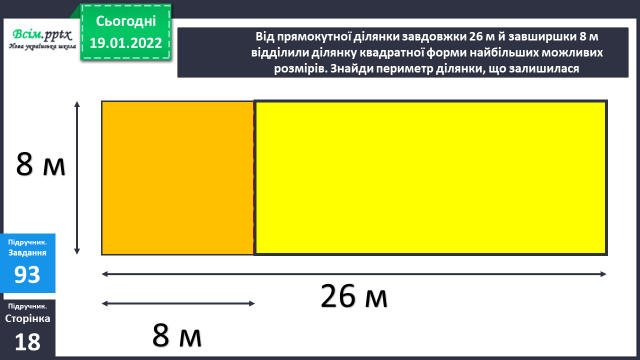 Всім.pptx
Нова українська школа
Сьогодні
19.01.2022
Від прямокутної ділянки завдовжки 26 м й завширшки 8 м
відділили ділянку квадратної форми найбільших можливих
розмірів. Знайди периметр ділянки, що залишилася
8 м
26 м
8 м
Підручник.
Завдання
93
Підручник.
Сторінка
18